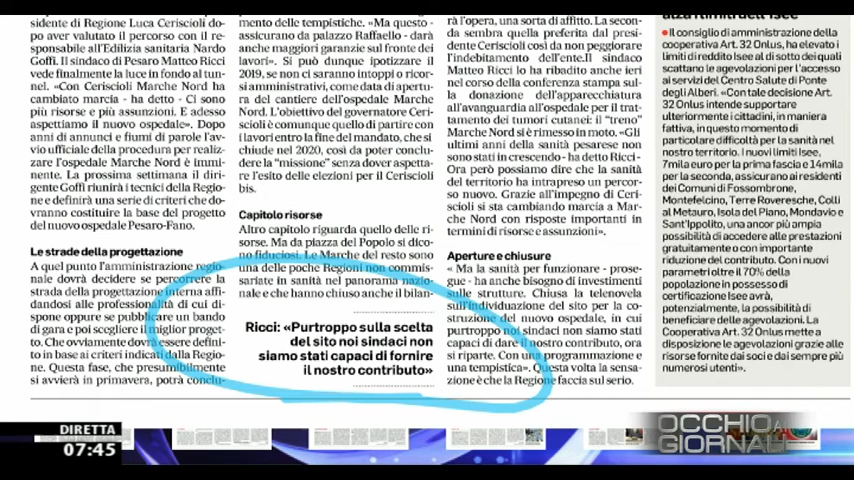 sidente di Regione Luca Ceriscioli do-
po aver valutato il percorso con il re-
sponsabile all'Edilizia sanitaria Nardo
Goffi. Il sindaco di Pesaro Matteo Ricci
vede finalmente la luce in fondo al tun-
nel. «Con Ceriscioli Marche Nord ha
cambiato marcia - ha detto - Ci sono
più risorse e più assunzioni. E adesso
aspettiamo il nuovo ospedale». Dopo
anni di annunci e fiumi di parole l'av-
vio ufficiale della procedura per realiz-
zare l'ospedale Marche Nord è immi-
nente. La prossima settimana il diri-
gente Goffi riunirà i tecnici della Regio-
ne e definirà una serie di criteri che do-
vranno costituire la base del progetto
del nuovo ospedale Pesaro-Fano.
Le strade della progettazione
A quel punto l'amministrazione regio-
nale dovrà decidere se percorrere la
strada della progettazione interna affi-
dandosi alle professionalità di cui di-
spone oppure se pubblicare un bando
di gara e poi scegliere il miglior proget-
to. Che ovviamente dovrà essere defini-
to in base ai criteri indicati dalla Regio-
ne. Questa fase, che presumibilmente
si avvierà in primavera, potrà conclu-
mento delle tempistiche. «Ma questo -
assicurano da palazzo Raffaello - darà
anche maggiori garanzie sul fronte dei
lavori». Si può dunque ipotizzare il
2019, se non ci saranno intoppi o ricor-
si amministrativi, come data di apertu-
ra del cantiere dell'ospedale Marche
Nord. L'obiettivo del governatore Ceri-
scioli è comunque quello di partire con
i lavori entro la fine del mandato, che si
chiude nel 2020, così da poter conclu-
dere la "missione" senza dover aspetta-
re l'esito delle elezioni per il Ceriscioli
bis.
Capitolo risorse
Altro capitolo riguarda quello delle ri-
sorse. Ma da piazza del Popolo si dico-
no fiduciosi. Le Marche del resto sono
una delle poche Regioni non commis-
sariate in sanità nel panorama nazio-
nale e che hanno chiuso anche il bilan-
Ricci: «Purtroppo sulla scelta
del sito noi sindaci non
siamo stati capaci di fornire
il nostro contributo»
rà l'opera, una sorta di affitto. La secon-
da sembra quella preferita dal presi-
dente Ceriscioli così da non peggiorare
l'indebitamento dell'ente.Il sindaco
Matteo Ricci lo ha ribadito anche ieri
nel corso della conferenza stampa sul-
la donazione dell'apparecchiatura
all'avanguardia all'ospedale per il trat-
tamento dei tumori cutanei: il "treno"
Marche Nord si è rimesso in moto. «Gli
ultimi anni della sanità pesarese non
sono stati in crescendo - ha detto Ricci -
Ora però possiamo dire che la sanità
del territorio ha intrapreso un percor-
so nuovo. Grazie all'impegno di Ceri-
scioli si sta cambiando marcia a Mar-
che Nord con risposte importanti in
termini di risorse e assunzioni».
Aperture e chiusure
« Ma la sanità per funzionare - prose-
gue - ha anche bisogno di investimenti
sulle strutture. Chiusa la telenovela
sull'individuazione del sito per la co-
struzione del nuovo ospedale, in cui
purtroppo noi sindaci non siamo stati
capaci di dare il nostro contributo, ora
si riparte. Con una programmazione e
una tempistica». Questa volta la sensa-
zione è che la Regione faccia sul serio.
alza i limiti dell'Isee
● Il consiglio di amministrazione della
cooperativa Art. 32 Onlus, ha elevato i
limiti di reddito Isee al di sotto dei quali
scattano le agevolazioni per l'accesso
ai servizi del Centro Salute di Ponte
degli Alberi. «Con tale decisione Art.
32 Onlus intende supportare
ulteriormente i cittadini, in maniera
fattiva, in questo momento di
particolare difficoltà per la sanità nel
nostro territorio. I nuovi limiti Isee,
7mila euro per la prima fascia e 14mila
per la seconda, assicurano ai residenti
dei Comuni di Fossombrone,
Montefelcino, Terre Roveresche, Colli
al Metauro, Isola del Piano, Mondavio e
Sant'Ippolito, una ancor più ampia
possibilità di accedere alle prestazioni
gratuitamente o con importante
riduzione del contributo. Con i nuovi
parametri oltre il 70% della
popolazione in possesso di
certificazione Isee avrà,
potenzialmente, la possibilità di
beneficiare delle agevolazioni. La
Cooperativa Art. 32 Onlus mette a
disposizione le agevolazioni grazie alle
risorse fornite dai soci e dai sempre più
numerosi utenti».
DIRETTA
07:45
OCCHIO AI
GIORNALI